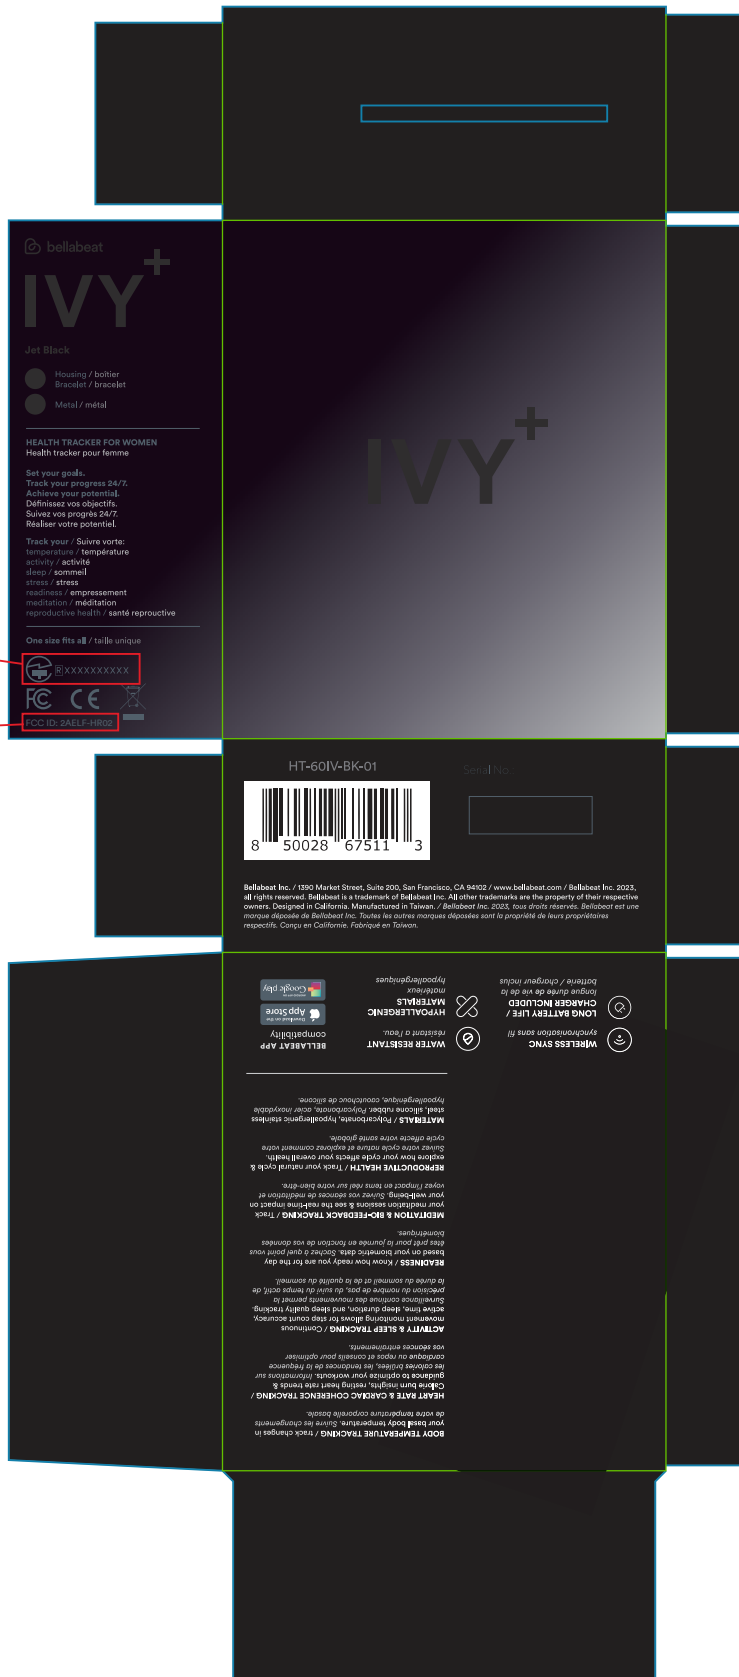 bellabeat
IVY+
Jet Black
Housing / boîtier
Bracelet / bracelet
Metal / métal
HEALTH TRACKER FOR WOMEN
Health tracker pour femme
Set your goals.
Track your progress 24/7.
Achieve your potential.
Définissez vos objectifs.
Suivez vos progrès 24/7.
Réaliser votre potentiel.
Track your / Suivre vorte:
temperature / température
activity / activité
sleep / sommeil
stress / stress
readiness / empressement
meditation / méditation
reproductive health / santé reprouctive
One size fits all / taille unique
R XXXXXXXXXX
FC CE
FCC ID: 2AELF-HR02
IVY+
HT-60IV-BK-01
Serial No.:
8 50028 67511 3
Bellabeat Inc. / 1390 Market Street, Suite 200, San Francisco, CA 94102 / www.bellabeat.com / Bellabeat Inc. 2023,
all rights reserved. Bellabeat is a trademark of Bellabeat Inc. All other trademarks are the property of their respective
owners. Designed in California. Manufactured in Taiwan. / Bellabeat Inc. 2023, tous droits réservés. Bellabeat est une
marque déposée de Bellabeat Inc. Toutes les autres marques déposées sont la propriété de leurs propriétaires
respectifs. Conçu en Californie. Fabriqué en Taiwan.
BODY TEMPERATURE TRACKING / track changes in
your basal body temperature. Suivre les changements
de votre température corporelle basale.
HEART RATE & CARDIAC COHERENCE TRACKING /
Calorie burn insights, resting heart rate trends &
guidance to optimize your workouts. Informations sur
les calories brûlées, les tendances de la fréquence
cardiaque au repos et conseils pour optimiser
vos séances entraînements.
ACTIVITY & SLEEP TRACKING / Continuous
movement monitoring allows for step count accuracy,
active time, sleep duration, and sleep quality tracking.
Surveillance continue des mouvements permet la
précision du nombre de pas, du suivi du temps actif, de
la durée du sommeil et de la qualité du sommeil.
READINESS / Know how ready you are for the day
based on your biometric data. Sachez à quel point vous
êtes prêt pour la journée en fonction de vos données
biométriques.
MEDITATION & BIO-FEEDBACK TRACKING / Track
your meditation sessions & see the real-time impact on
your well-being. Suivez vos séances de méditation et
voyez l'impact en tems réel sur votre bien-être.
REPRODUCTIVE HEALTH / Track your natural cycle &
explore how your cycle affects your overall health.
Suivez votre cycle nature et explorez comment votre
cycle affecte votre santé globale.
MATERIALS / Polycarbonate, hypoallergenic stainless
steel, silicone rubber. Polycarbonate, acier inoxydable
hypoallergénique, caoutchouc de silicone.
WIRELESS SYNC
synchronisation sans fil
LONG BATTERY LIFE /
CHARGER INCLUDED
longue durée de vie de la
batterie / chargeur inclus
WATER RESISTANT
résistant a l'eau.
HYPOALLERGENIC
MATERIALS
matérieux
hypoallergéniques
BELLABEAT APP
compatibility
Download on the
App Store
Google play